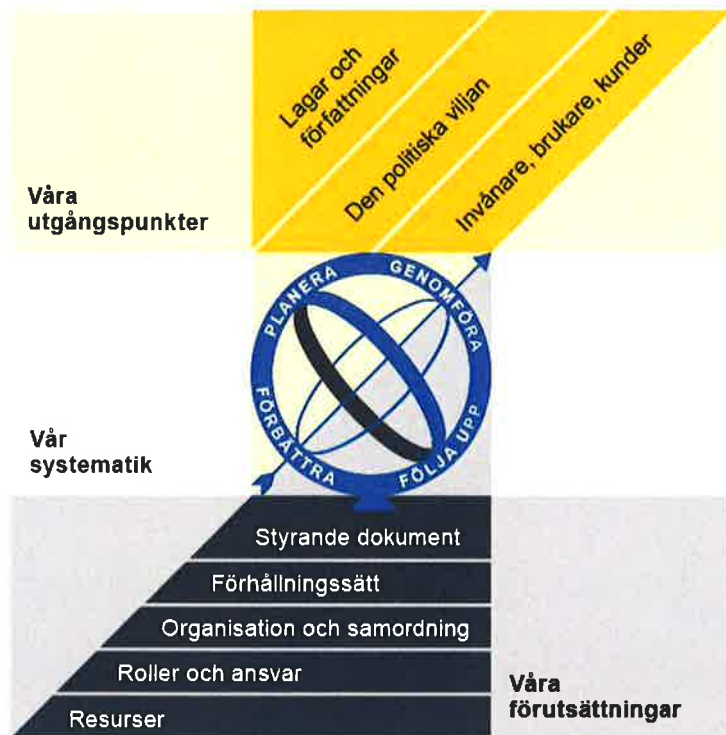 Lagar och
författningar
Den politiska viljan
Invånare, brukare, kunder
Våra
utgångspunkter
PLANERA
GENOMFÖRA
FÖRBÄTTRA
FÖLJA UPP
Vår
systematik
Styrande dokument
Förhållningssätt
Organisation och samordning
Roller och ansvar
Resurser
Våra
förutsättningar